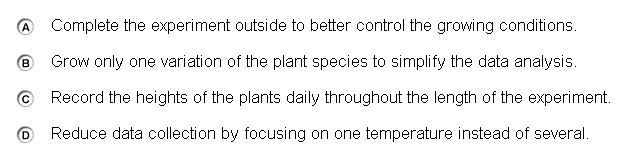 A Complete the experiment outside to better control the growing conditions.
B Grow only one variation of the plant species to simplify the data analysis.
C Record the heights of the plants daily throughout the length of the experiment.
D Reduce data collection by focusing on one temperature instead of several.